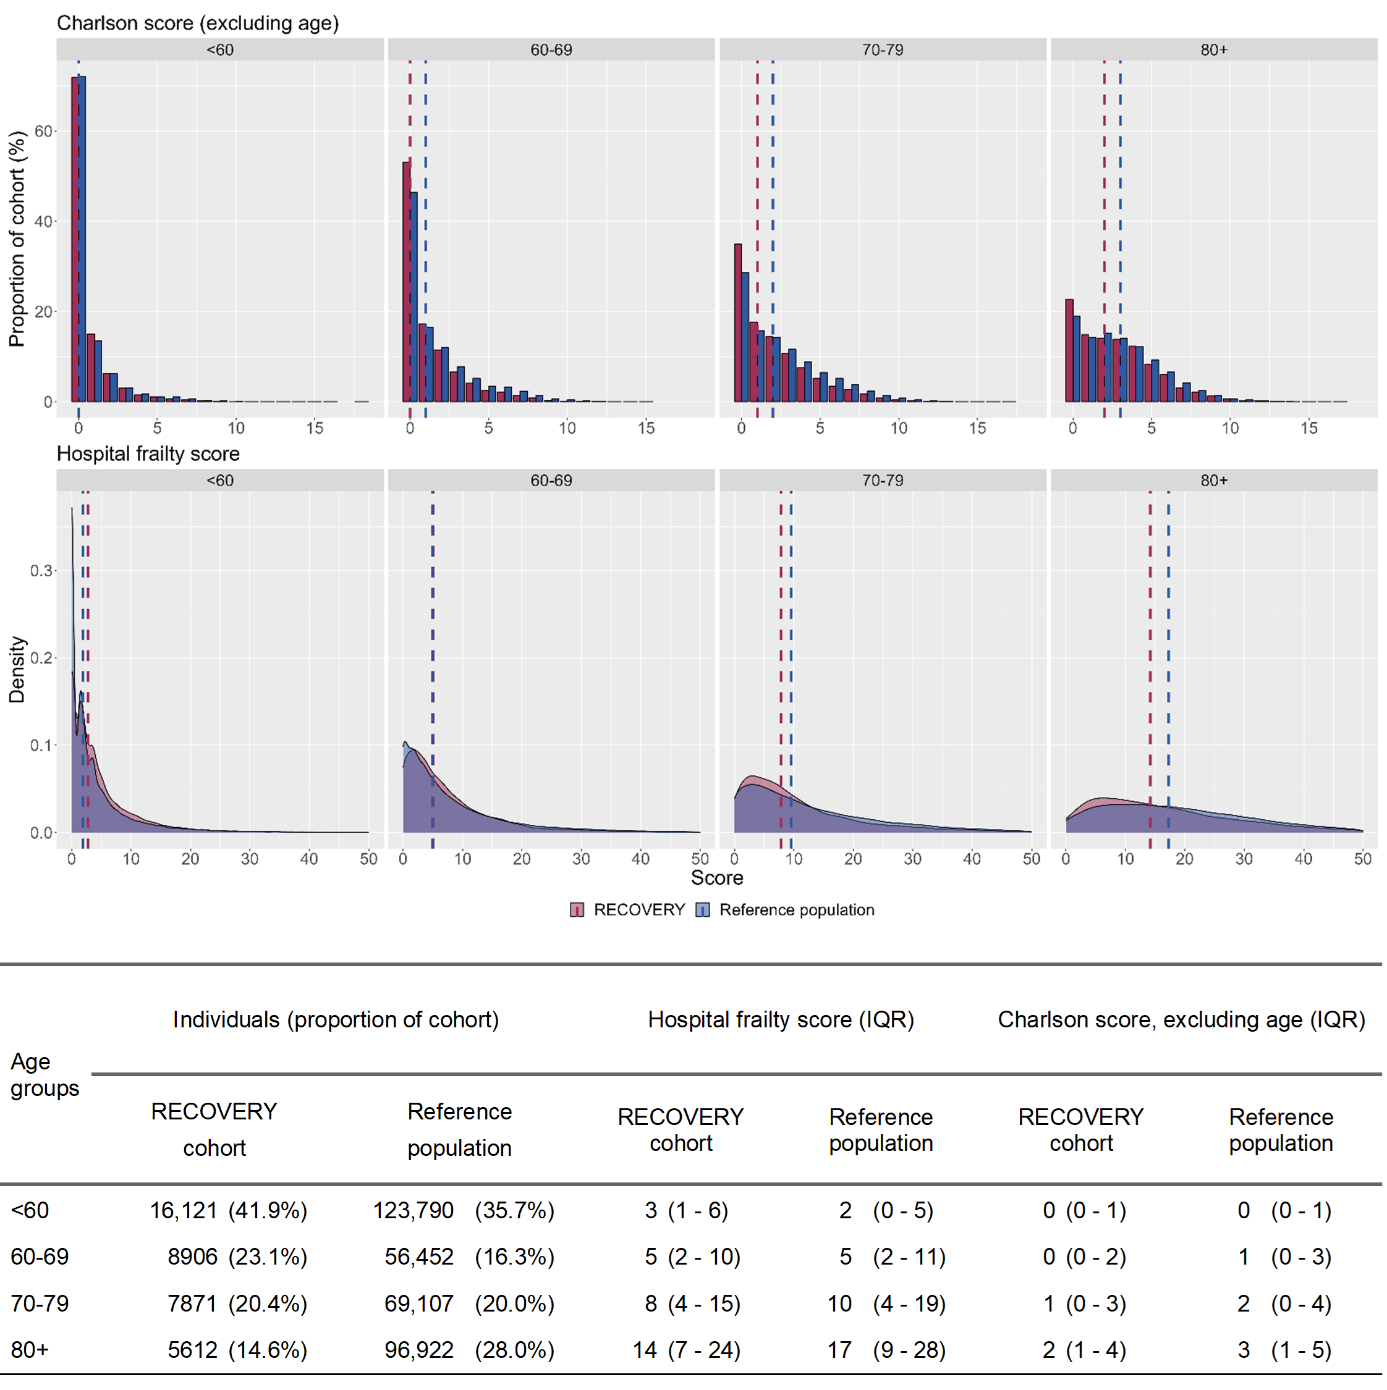 Charlson score (excluding age)
<60 60-69 70-79 80+
Proportion of cohort (%)
60
40
20
0
0 5 10 15 0 5 10 15 0 5 10 15 0 5 10 15
Hospital frailty score
<60 60-69 70-79 80+
Density
0.3
0.2
0.1
0.0
0 10 20 30 40 50 0 10 20 30 40 50 0 10 20 30 40 50 0 10 20 30 40 50
Score
RECOVERY Reference population
Individuals (proportion of cohort) Hospital frailty score (IQR) Charlson score, excluding age (IQR)
Age
groups
RECOVERY Reference RECOVERY Reference RECOVERY Reference
cohort population cohort population cohort population
<60 16,121 (41.9%) 123,790 (35.7%) 3 (1 - 6) 2 (0 - 5) 0 (0 - 1) 0 (0 - 1)
60-69 8906 (23.1%) 56,452 (16.3%) 5 (2 - 10) 5 (2 - 11) 0 (0 - 2) 1 (0 - 3)
70-79 7871 (20.4%) 69,107 (20.0%) 8 (4 - 15) 10 (4 - 19) 1 (0 - 3) 2 (0 - 4)
80+ 5612 (14.6%) 96,922 (28.0%) 14 (7 - 24) 17 (9 - 28) 2 (1 - 4) 3 (1 - 5)